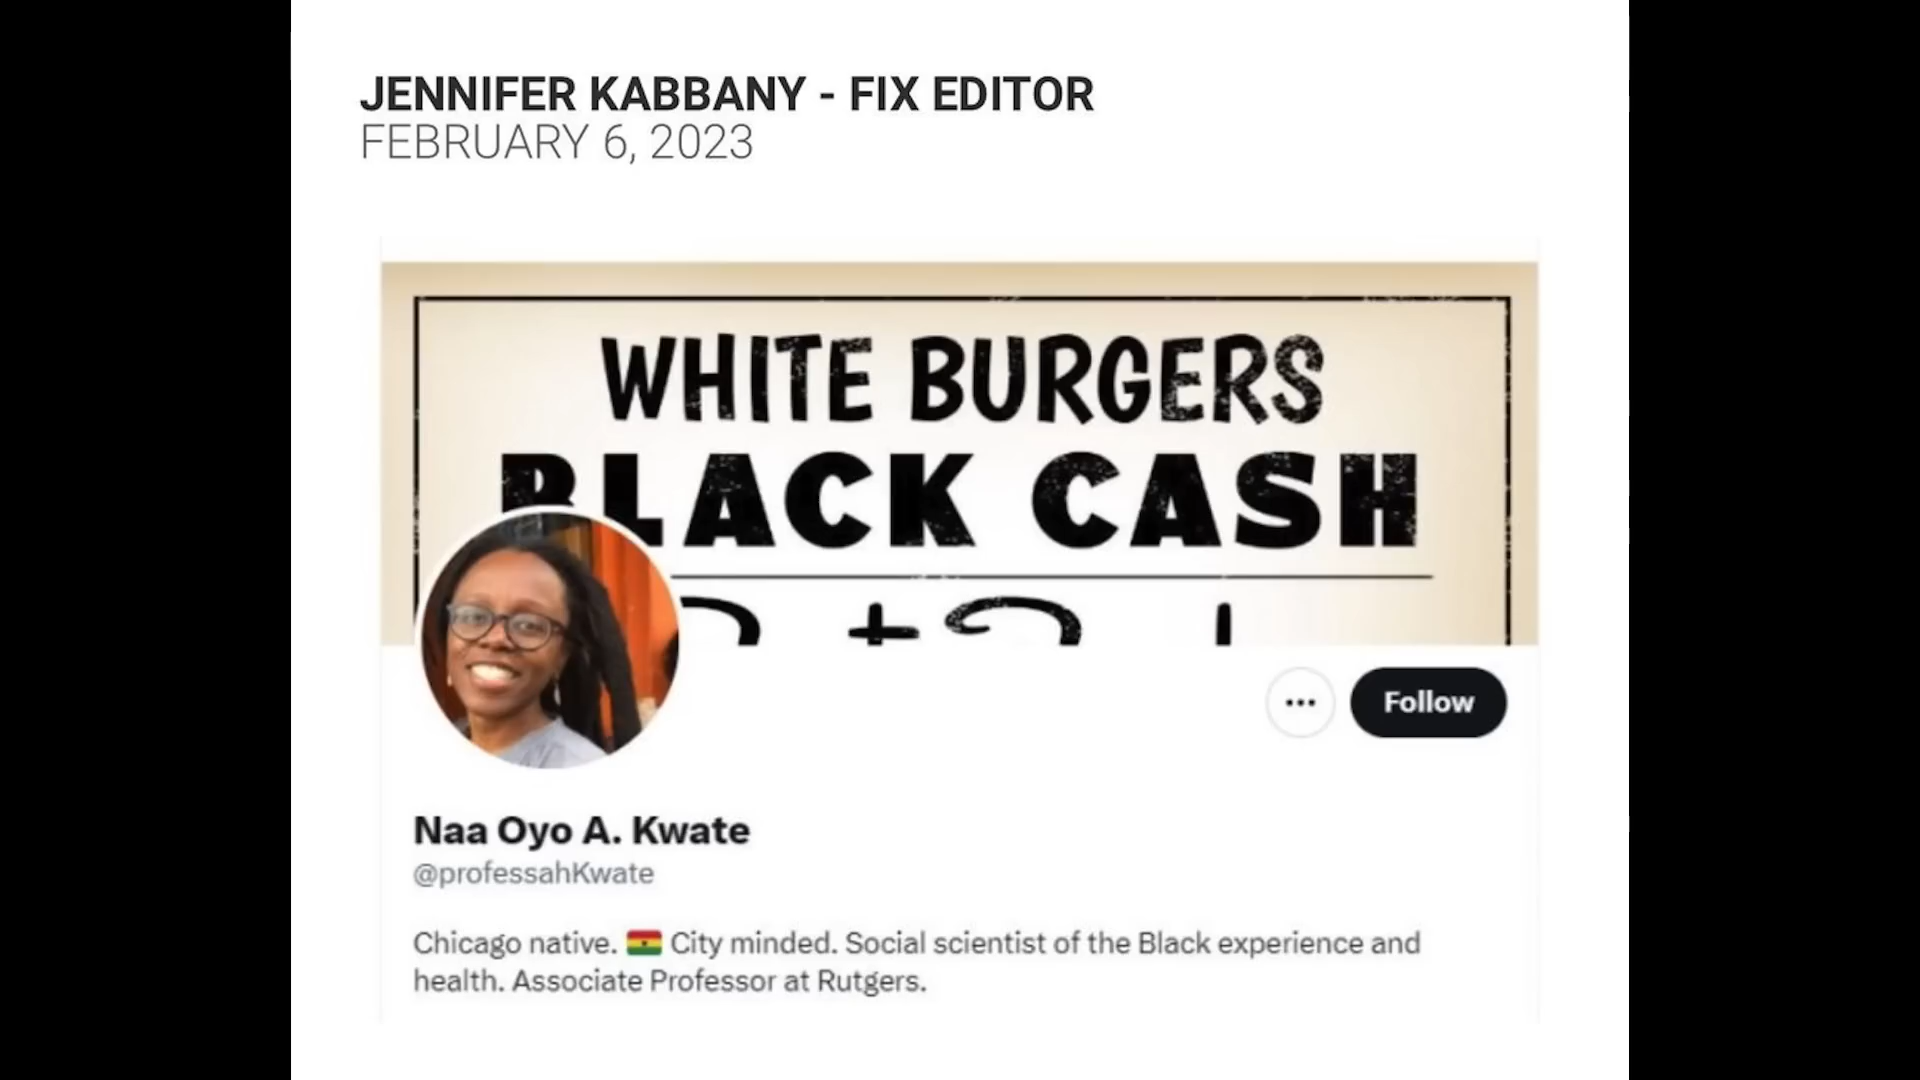 JENNIFER KABBANY - FIX EDITOR
FEBRUARY 6, 2023
WHITE BURGERS
BLACK CASH
Naa Oyo A. Kwate
@professahKwate
Follow
Chicago native. 🇬🇭 City minded. Social scientist of the Black experience and
health. Associate Professor at Rutgers.